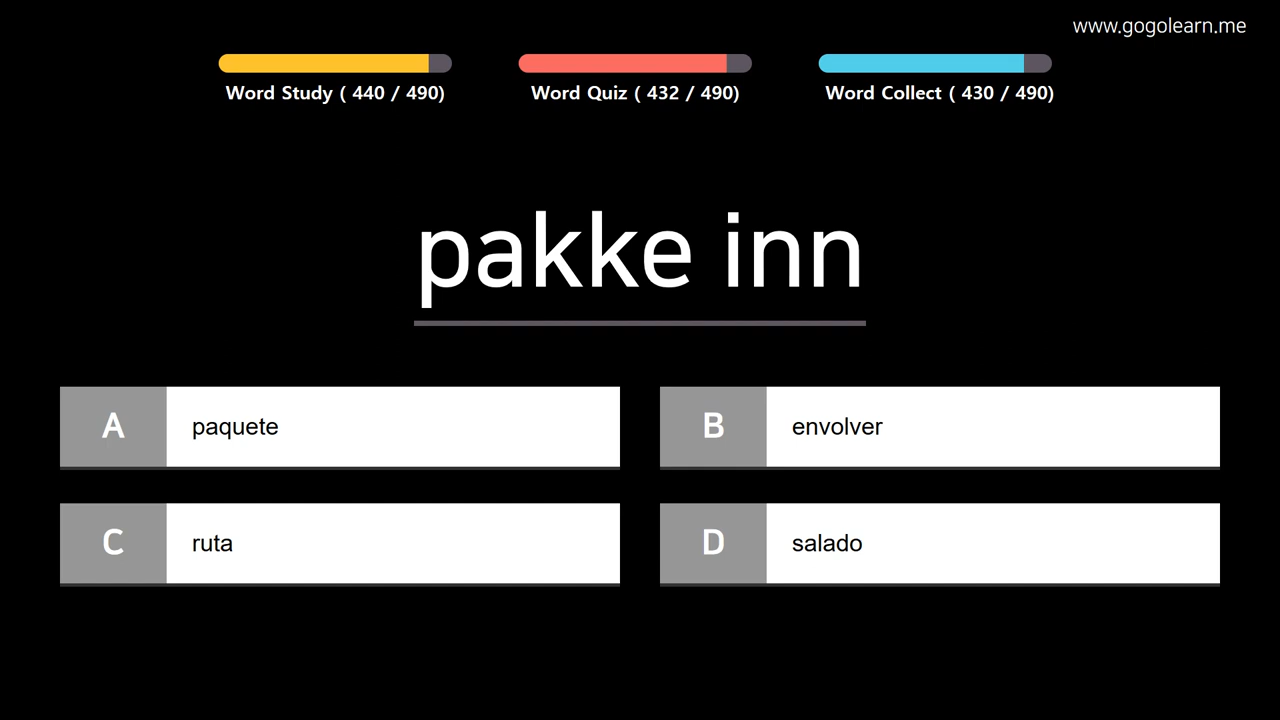 www.gogolearn.me
Word Study ( 440 / 490)
Word Quiz ( 432 / 490)
Word Collect ( 430 / 490)
pakke inn
A
paquete
B
envolver
C
ruta
D
salado